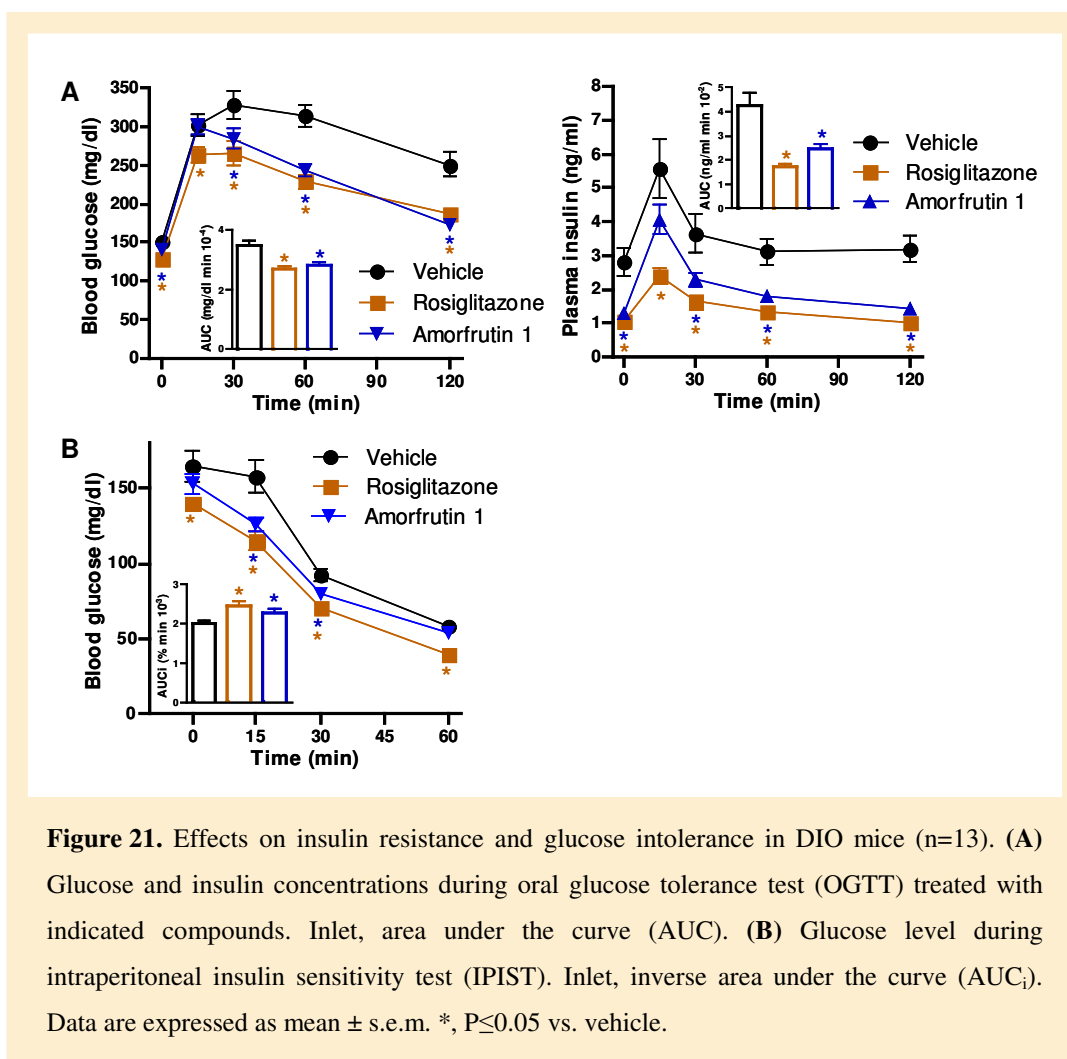 A
Blood glucose (mg/dl)
350
300
250
200
150
100
50
0
0 30 60 90 120
Time (min)
AUC (mg/dl min 10⁻⁴)
4
2
0
* *
Vehicle
Rosiglitazone
Amorfrutin 1
Plasma insulin (ng/ml)
8
7
6
5
4
3
2
1
0
0 30 60 90 120
Time (min)
AUC (ng/ml min 10⁻²)
5
4
3
2
1
0
* *
Vehicle
Rosiglitazone
Amorfrutin 1
B
Blood glucose (mg/dl)
150
100
50
0
0 15 30 45 60
Time (min)
AUCi (% min 10³)
3
2
1
0
* *
Vehicle
Rosiglitazone
Amorfrutin 1
Figure 21. Effects on insulin resistance and glucose intolerance in DIO mice (n=13). (A)
Glucose and insulin concentrations during oral glucose tolerance test (OGTT) treated with
indicated compounds. Inlet, area under the curve (AUC). (B) Glucose level during
intraperitoneal insulin sensitivity test (IPIST). Inlet, inverse area under the curve (AUCᵢ).
Data are expressed as mean ± s.e.m. *, P≤0.05 vs. vehicle.